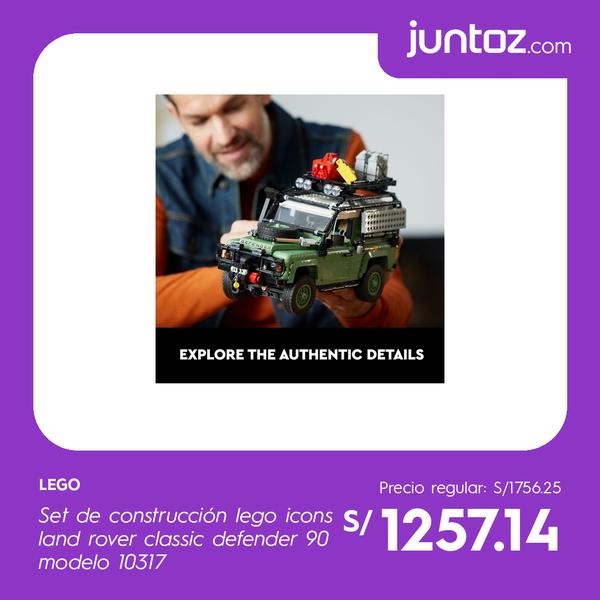 juntoz.com
EXPLORE THE AUTHENTIC DETAILS
LEGO
Set de construcción lego icons
land rover classic defender 90
modelo 10317
Precio regular: S/1756.25
S/ 1257.14